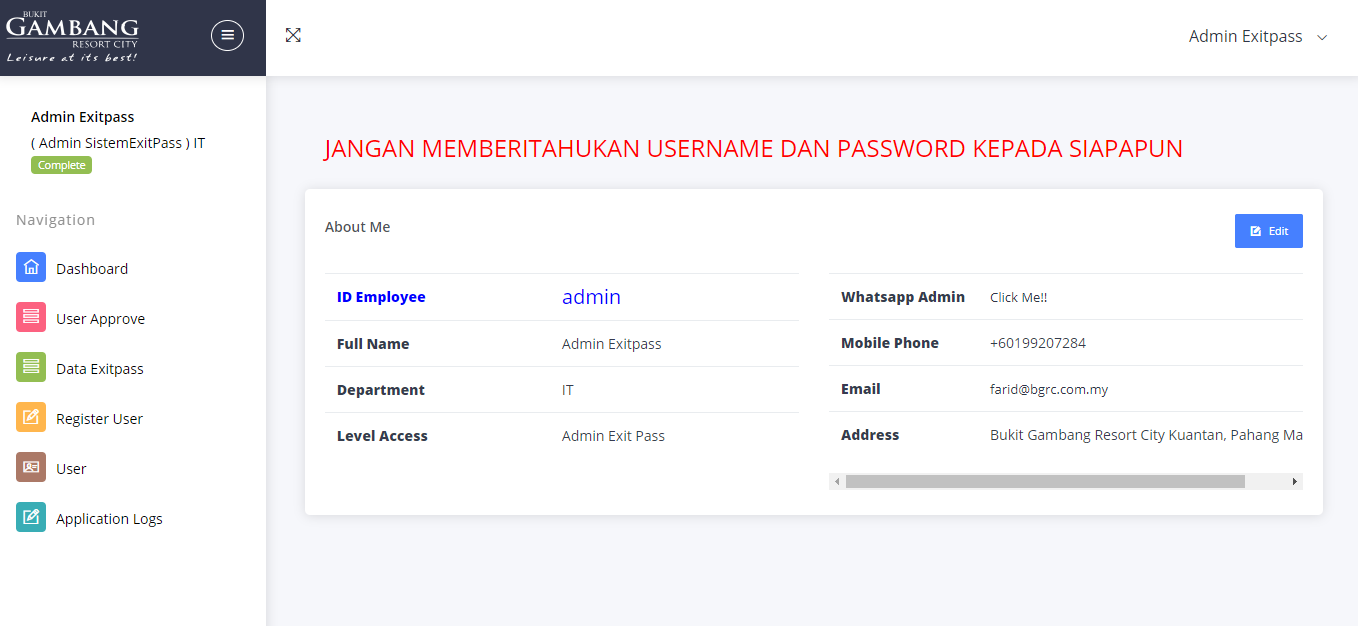 BUKIT
GAMBANG
RESORT CITY
Leisure at its best!
Admin Exitpass
Admin Exitpass
( Admin SistemExitPass ) IT
Complete
Navigation
Dashboard
User Approve
Data Exitpass
Register User
User
Application Logs
JANGAN MEMBERITAHUKAN USERNAME DAN PASSWORD KEPADA SIAPAPUN
About Me
Edit
ID Employee admin
Full Name Admin Exitpass
Department IT
Level Access Admin Exit Pass
Whatsapp Admin Click Me!!
Mobile Phone +60199207284
Email farid@bgrc.com.my
Address Bukit Gambang Resort City Kuantan, Pahang Ma